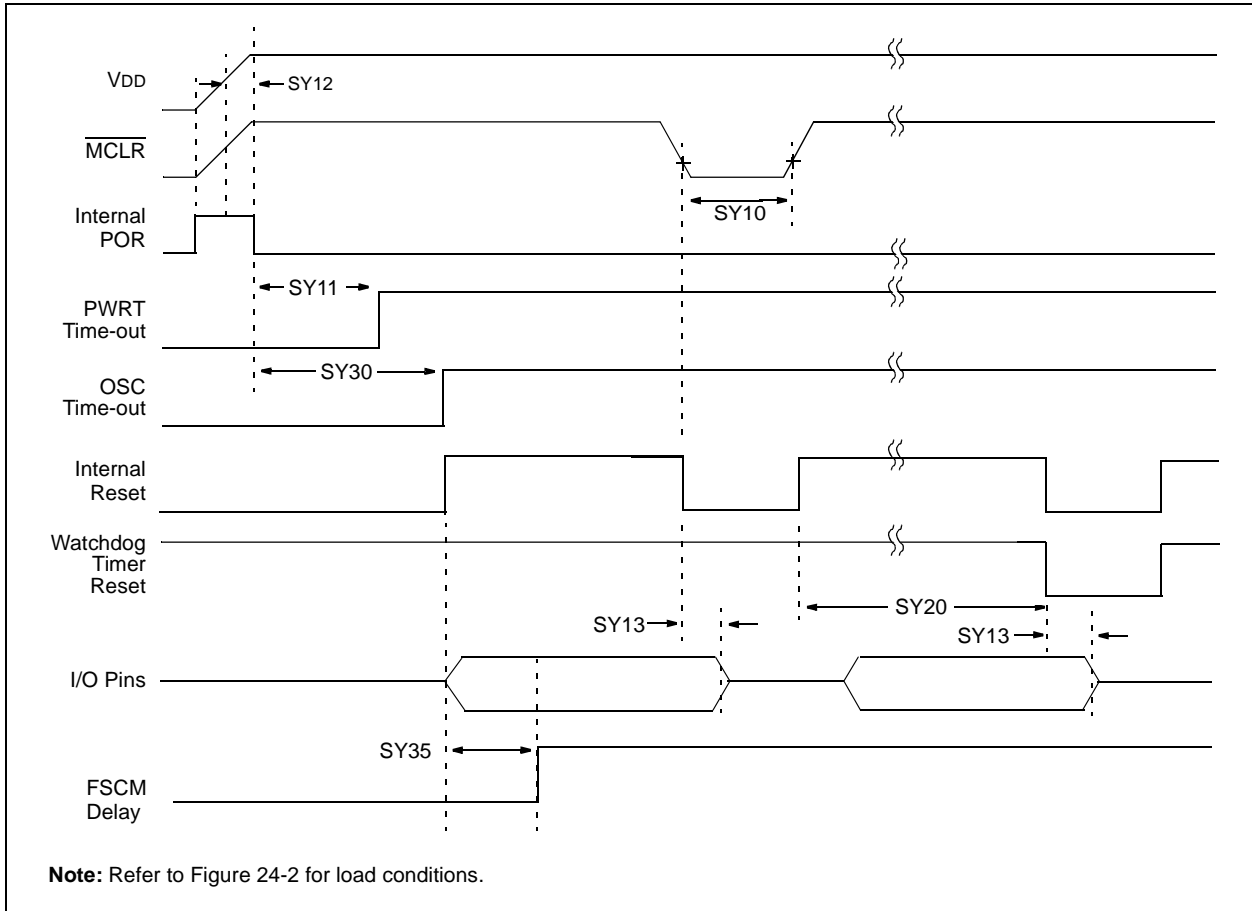 VDD
SY12
MCLR
SY10
Internal
POR
SY11
PWRT
Time-out
SY30
OSC
Time-out
Internal
Reset
Watchdog
Timer
Reset
SY20
SY13
SY13
I/O Pins
SY35
FSCM
Delay
Note: Refer to Figure 24-2 for load conditions.